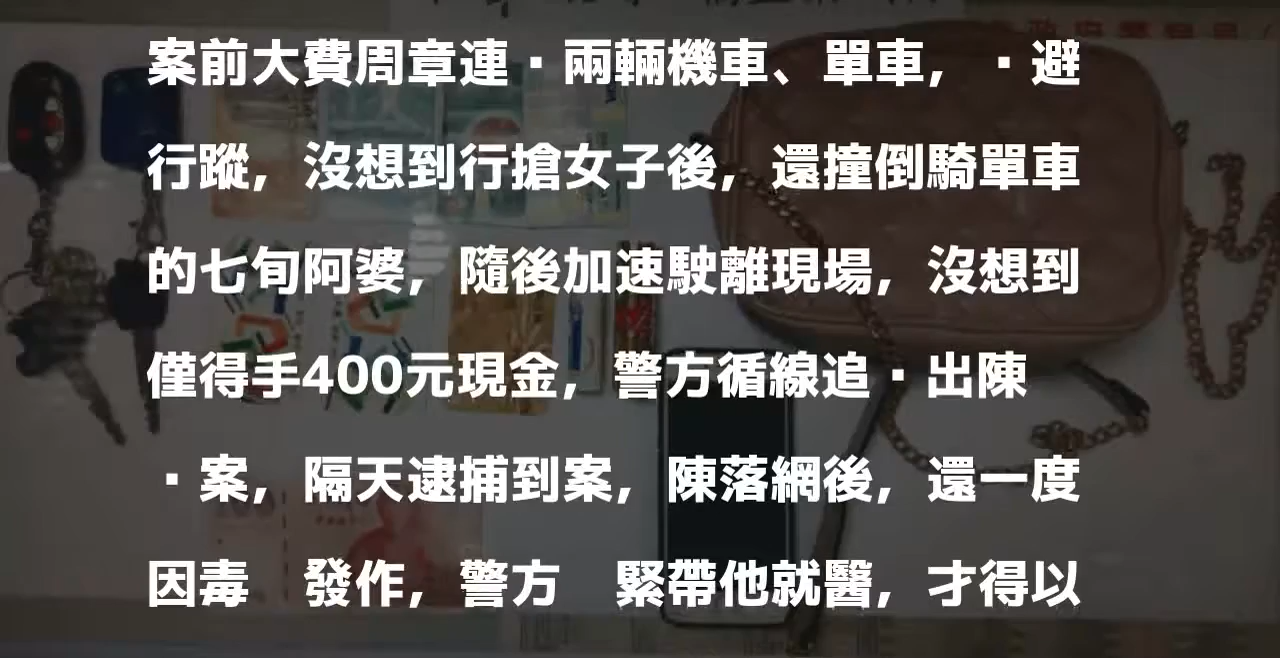 案前大費周章連▪兩輛機車、單車，▪避
行蹤，沒想到行搶女子後，還撞倒騎單車
的七旬阿婆，隨後加速駛離現場，沒想到
僅得手400元現金，警方循線追▪出陳
▪案，隔天逮捕到案，陳落網後，還一度
因毒　發作，警方　緊帶他就醫，才得以